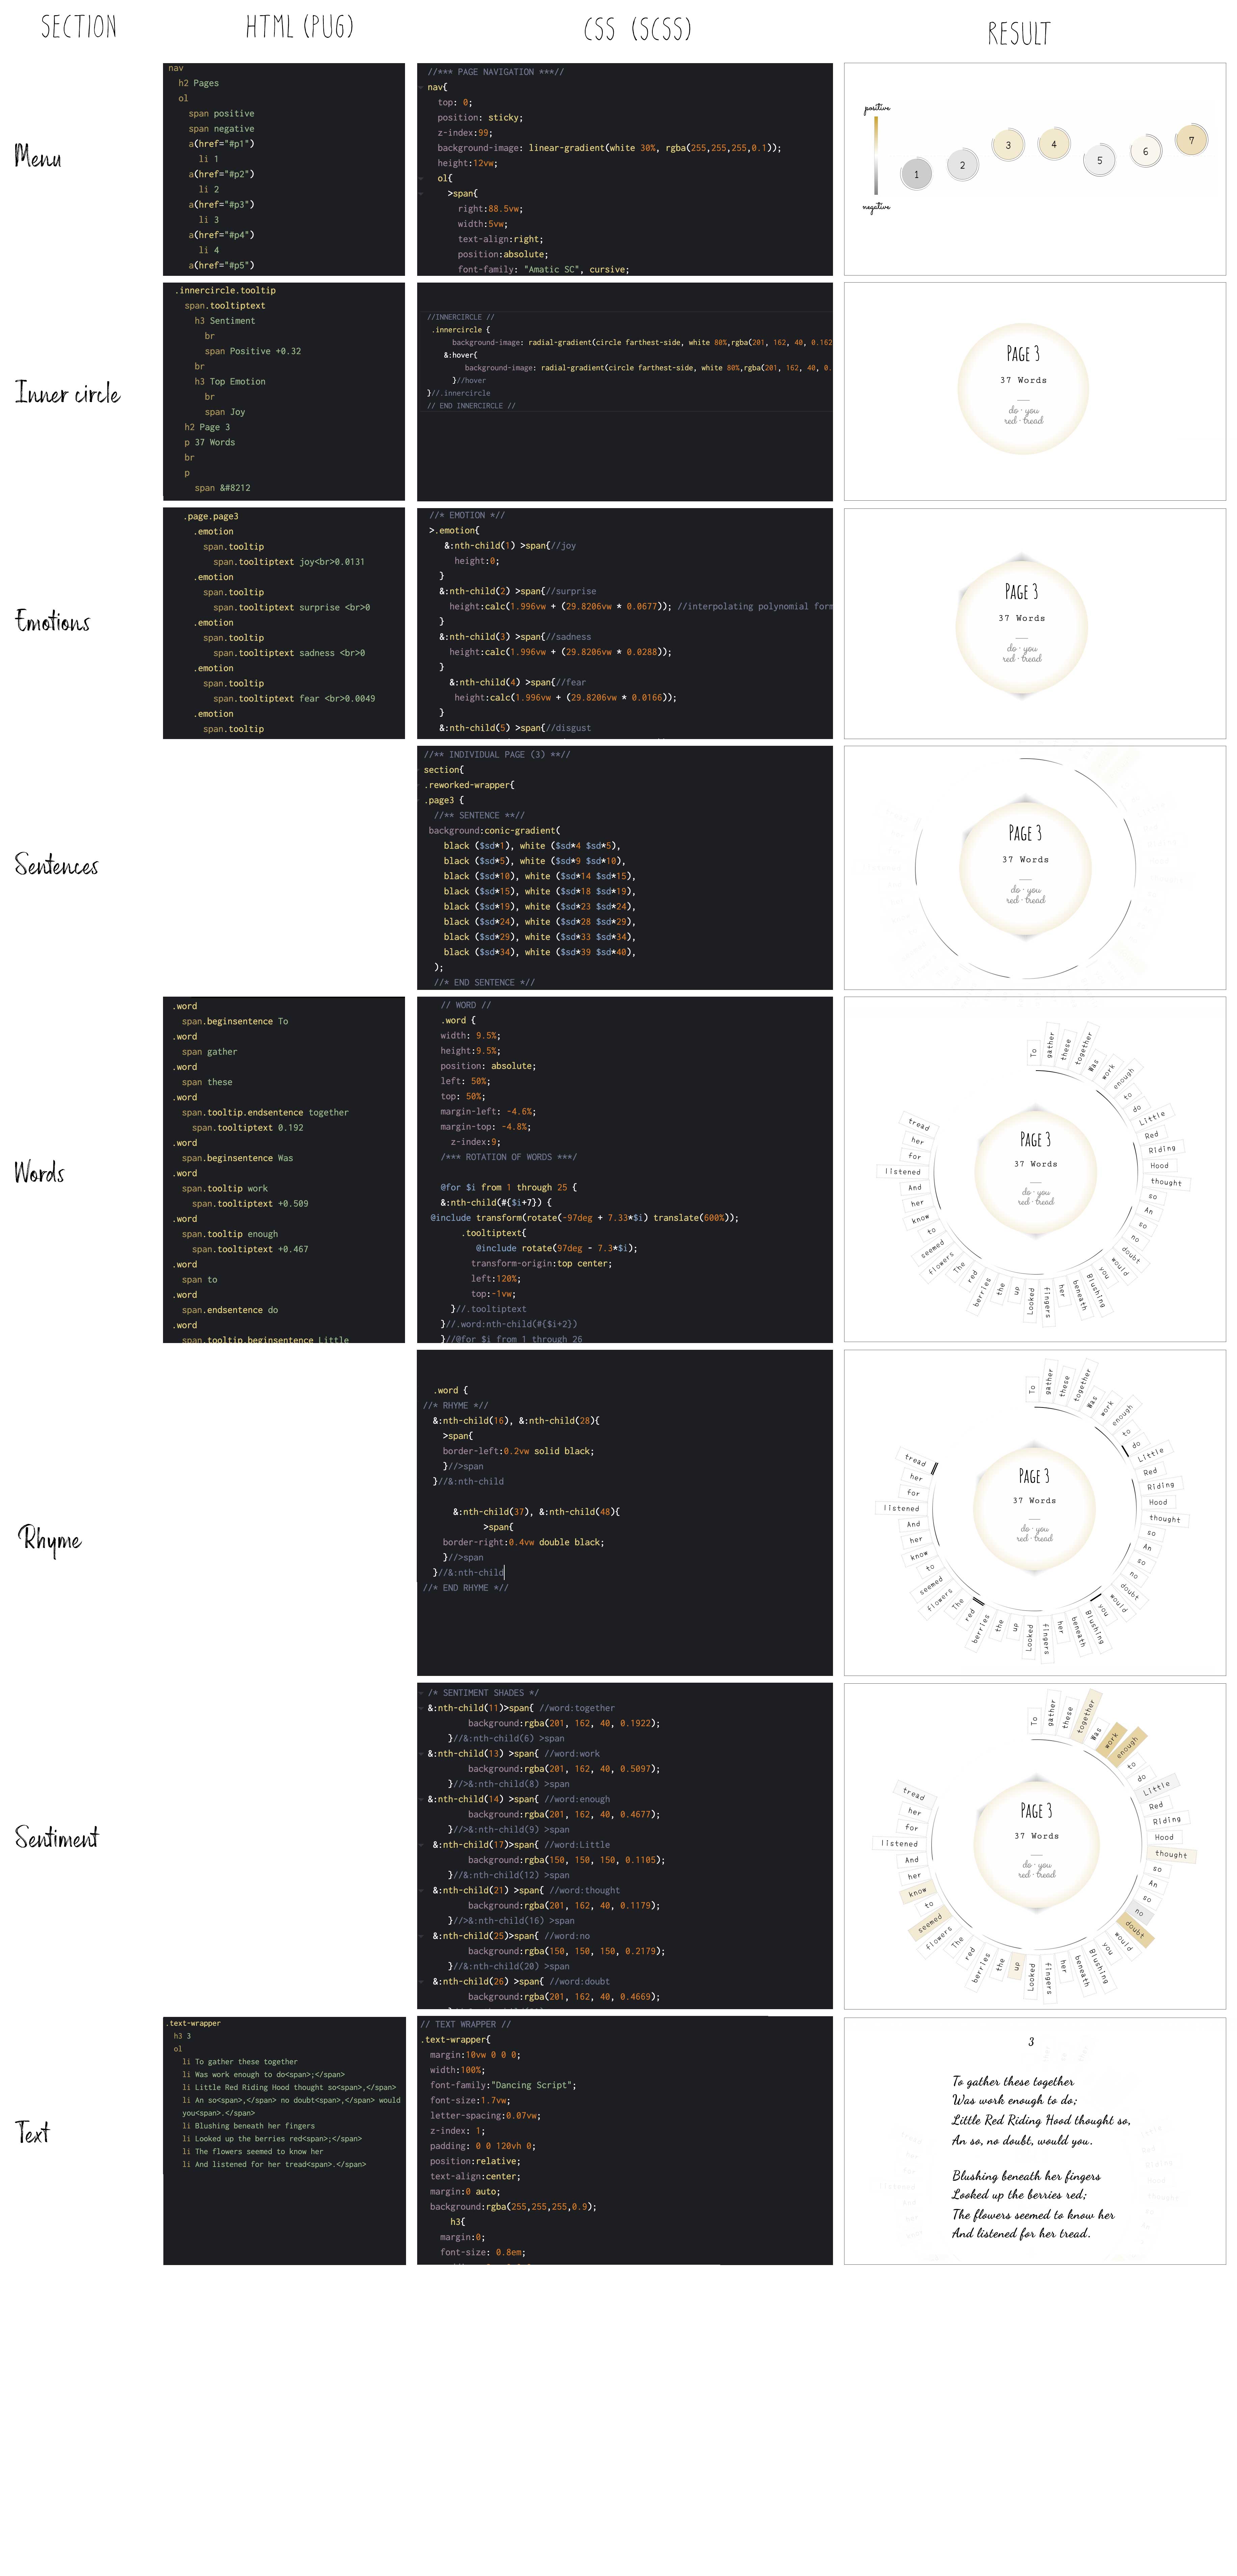 SECTION
HTML (PUG)
CSS (SCSS)
RESULT
Menu
nav
h2 Pages
ol
span positive
span negative
a(href="#p1")
li 1
a(href="#p2")
li 2
a(href="#p3")
li 3
a(href="#p4")
li 4
a(href="#p5")
//*** PAGE NAVIGATION ***//
nav{
top: 0;
position: sticky;
z-index:99;
background-image: linear-gradient(white 30%, rgba(255,255,255,0.1));
height:12vw;
ol{
>span{
right:88.5vw;
width:5vw;
text-align:right;
position:absolute;
font-family: "Amatic SC", cursive;
positive
1
2
3
4
5
6
7
negative
Inner circle
.innercircle.tooltip
span.tooltiptext
h3 Sentiment
br
span Positive +0.32
br
h3 Top Emotion
br
span Joy
h2 Page 3
p 37 Words
br
p
span &#8212
//INNERCIRCLE //
.innercircle {
background-image: radial-gradient(circle farthest-side, white 80%,rgba(201, 162, 40, 0.162
&:hover{
background-image: radial-gradient(circle farthest-side, white 80%,rgba(201, 162, 40, 0.
}//hover
}//.innercircle
// END INNERCIRCLE //
PAGE 3
37 Words
do · you
red · tread
Emotions
.page.page3
.emotion
span.tooltip
span.tooltiptext joy<br>0.0131
.emotion
span.tooltip
span.tooltiptext surprise <br>0
.emotion
span.tooltip
span.tooltiptext sadness <br>0
.emotion
span.tooltip
span.tooltiptext fear <br>0.0049
.emotion
span.tooltip
//* EMOTION *//
>.emotion{
&:nth-child(1) >span{//joy
height:0;
}
&:nth-child(2) >span{//surprise
height:calc(1.996vw + (29.8206vw * 0.0677)); //interpolating polynomial form
}
&:nth-child(3) >span{//sadness
height:calc(1.996vw + (29.8206vw * 0.0288));
}
&:nth-child(4) >span{//fear
height:calc(1.996vw + (29.8206vw * 0.0166));
}
&:nth-child(5) >span{//disgust
PAGE 3
37 Words
do · you
red · tread
Sentences
//** INDIVIDUAL PAGE (3) **//
section{
.reworked-wrapper{
.page3 {
//** SENTENCE **//
background:conic-gradient(
black ($sd*1), white ($sd*4 $sd*5),
black ($sd*5), white ($sd*9 $sd*10),
black ($sd*10), white ($sd*14 $sd*15),
black ($sd*15), white ($sd*18 $sd*19),
black ($sd*19), white ($sd*23 $sd*24),
black ($sd*24), white ($sd*28 $sd*29),
black ($sd*29), white ($sd*33 $sd*34),
black ($sd*34), white ($sd*39 $sd*40),
);
//* END SENTENCE *//
PAGE 3
37 Words
do · you
red · tread
Words
.word
span.beginsentence To
.word
span gather
.word
span these
.word
span.tooltip.endsentence together
span.tooltiptext 0.192
.word
span.beginsentence Was
.word
span.tooltip work
span.tooltiptext +0.509
.word
span.tooltip enough
span.tooltiptext +0.467
.word
span to
.word
span.endsentence do
.word
span.tooltip.beginsentence Little
// WORD //
.word {
width: 9.5%;
height:9.5%;
position: absolute;
left: 50%;
top: 50%;
margin-left: -4.6%;
margin-top: -4.8%;
z-index:9;
/*** ROTATION OF WORDS ***/
@for $i from 1 through 25 {
&:nth-child(#{$i+7}) {
@include transform(rotate(-97deg + 7.33*$i) translate(600%));
.tooltiptext{
@include rotate(97deg - 7.3*$i);
transform-origin:top center;
left:120%;
top:-1vw;
}//.tooltiptext
}//.word:nth-child(#{$i+2})
}//@for $i from 1 through 26
To
gather
these
together
Was
work
enough
to
do
Little
Red
Riding
Hood
thought
so
An
so
no
doubt
would
you
Blushing
beneath
her
fingers
Looked
up
the
berries
red
The
flowers
seemed
to
know
her
And
listened
for
her
tread
PAGE 3
37 Words
do · you
red · tread
Rhyme
.word {
//* RHYME *//
&:nth-child(16), &:nth-child(28){
>span{
border-left:0.2vw solid black;
}//>span
}//&:nth-child
&:nth-child(37), &:nth-child(48){
>span{
border-right:0.4vw double black;
}//>span
}//&:nth-child
//* END RHYME *//
To
gather
these
together
Was
work
enough
to
do
Little
Red
Riding
Hood
thought
so
An
so
no
doubt
would
you
Blushing
beneath
her
fingers
Looked
up
the
berries
red
The
flowers
seemed
to
know
her
And
listened
for
her
tread
PAGE 3
37 Words
do · you
red · tread
Sentiment
/* SENTIMENT SHADES */
&:nth-child(11)>span{ //word:together
background:rgba(201, 162, 40, 0.1922);
}//&:nth-child(6) >span
&:nth-child(13) >span{ //word:work
background:rgba(201, 162, 40, 0.5097);
}//>&:nth-child(8) >span
&:nth-child(14) >span{ //word:enough
background:rgba(201, 162, 40, 0.4677);
}//>&:nth-child(9) >span
&:nth-child(17)>span{ //word:Little
background:rgba(150, 150, 150, 0.1105);
}//&:nth-child(12) >span
&:nth-child(21) >span{ //word:thought
background:rgba(201, 162, 40, 0.1179);
}//>&:nth-child(16) >span
&:nth-child(25)>span{ //word:no
background:rgba(150, 150, 150, 0.2179);
}//&:nth-child(20) >span
&:nth-child(26) >span{ //word:doubt
background:rgba(201, 162, 40, 0.4669);
To
gather
these
together
Was
work
enough
to
do
Little
Red
Riding
Hood
thought
so
An
so
no
doubt
would
you
Blushing
beneath
her
fingers
Looked
up
the
berries
red
The
flowers
seemed
to
know
her
And
listened
for
her
tread
PAGE 3
37 Words
do · you
red · tread
Text
.text-wrapper
h3 3
ol
li To gather these together
li Was work enough to do<span>;</span>
li Little Red Riding Hood thought so<span>,</span>
li An so<span>,</span> no doubt<span>,</span> would
you<span>.</span>
li Blushing beneath her fingers
li Looked up the berries red<span>;</span>
li The flowers seemed to know her
li And listened for her tread<span>.</span>
// TEXT WRAPPER //
.text-wrapper{
margin:10vw 0 0 0;
width:100%;
font-family:"Dancing Script";
font-size:1.7vw;
letter-spacing:0.07vw;
z-index: 1;
padding: 0 0 120vh 0;
position:relative;
text-align:center;
margin:0 auto;
background:rgba(255,255,255,0.9);
h3{
margin:0;
font-size: 0.8em;
3
To gather these together
Was work enough to do;
Little Red Riding Hood thought so,
An so, no doubt, would you.
Blushing beneath her fingers
Looked up the berries red;
The flowers seemed to know her
And listened for her tread.